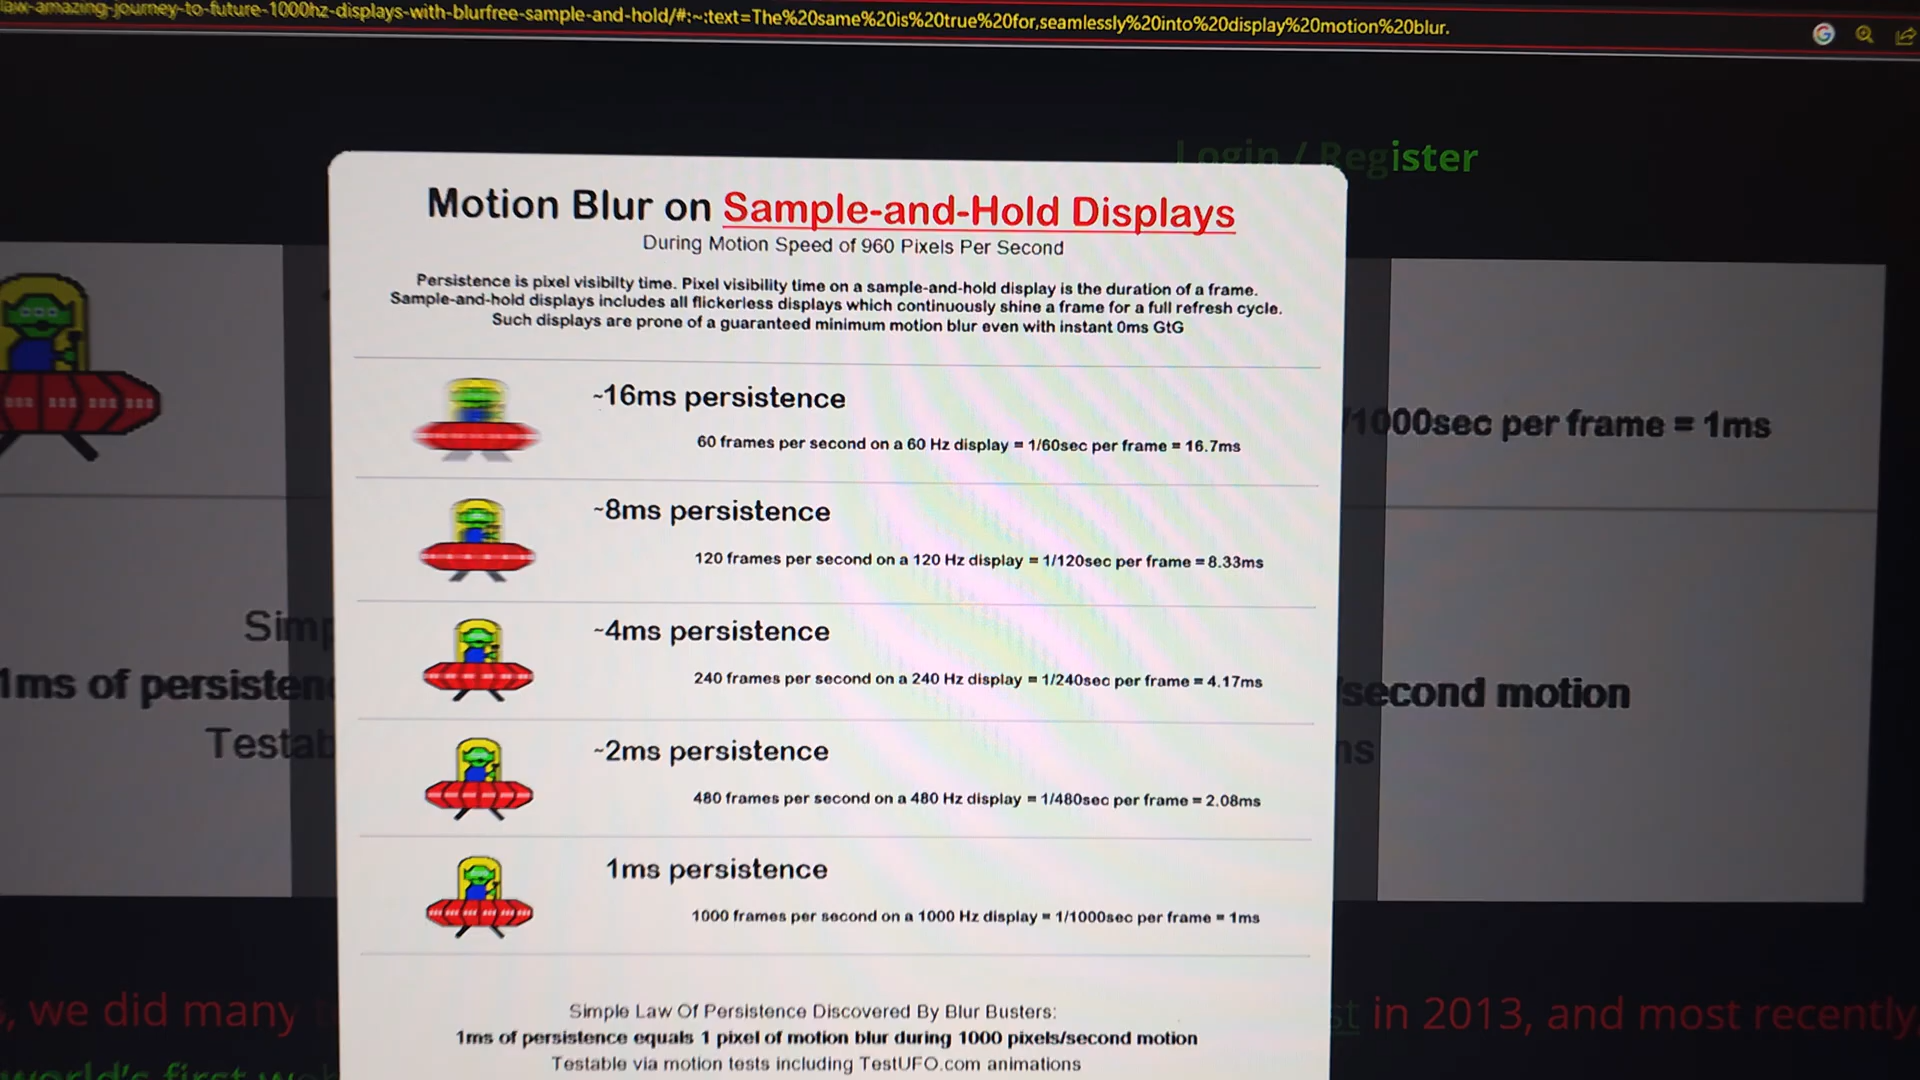 law-amazing-journey-to-future-1000hz-displays-with-blurfree-sample-and-hold/#:~:text=The%20same%20is%20true%20for,seamlessly%20into%20display%20motion%20blur.
Login / Register
Motion Blur on Sample-and-Hold Displays
During Motion Speed of 960 Pixels Per Second
Persistence is pixel visibilty time. Pixel visibility time on a sample-and-hold display is the duration of a frame.
Sample-and-hold displays includes all flickerless displays which continuously shine a frame for a full refresh cycle.
Such displays are prone of a guaranteed minimum motion blur even with instant 0ms GtG
~16ms persistence
60 frames per second on a 60 Hz display = 1/60sec per frame = 16.7ms
/1000sec per frame = 1ms
~8ms persistence
120 frames per second on a 120 Hz display = 1/120sec per frame = 8.33ms
~4ms persistence
240 frames per second on a 240 Hz display = 1/240sec per frame = 4.17ms
Simp
1ms of persisten
Testab
second motion
ms
~2ms persistence
480 frames per second on a 480 Hz display = 1/480sec per frame = 2.08ms
1ms persistence
1000 frames per second on a 1000 Hz display = 1/1000sec per frame = 1ms
Simple Law Of Persistence Discovered By Blur Busters:
1ms of persistence equals 1 pixel of motion blur during 1000 pixels/second motion
Testable via motion tests including TestUFO.com animations
, we did many
st in 2013, and most recently,
world's first